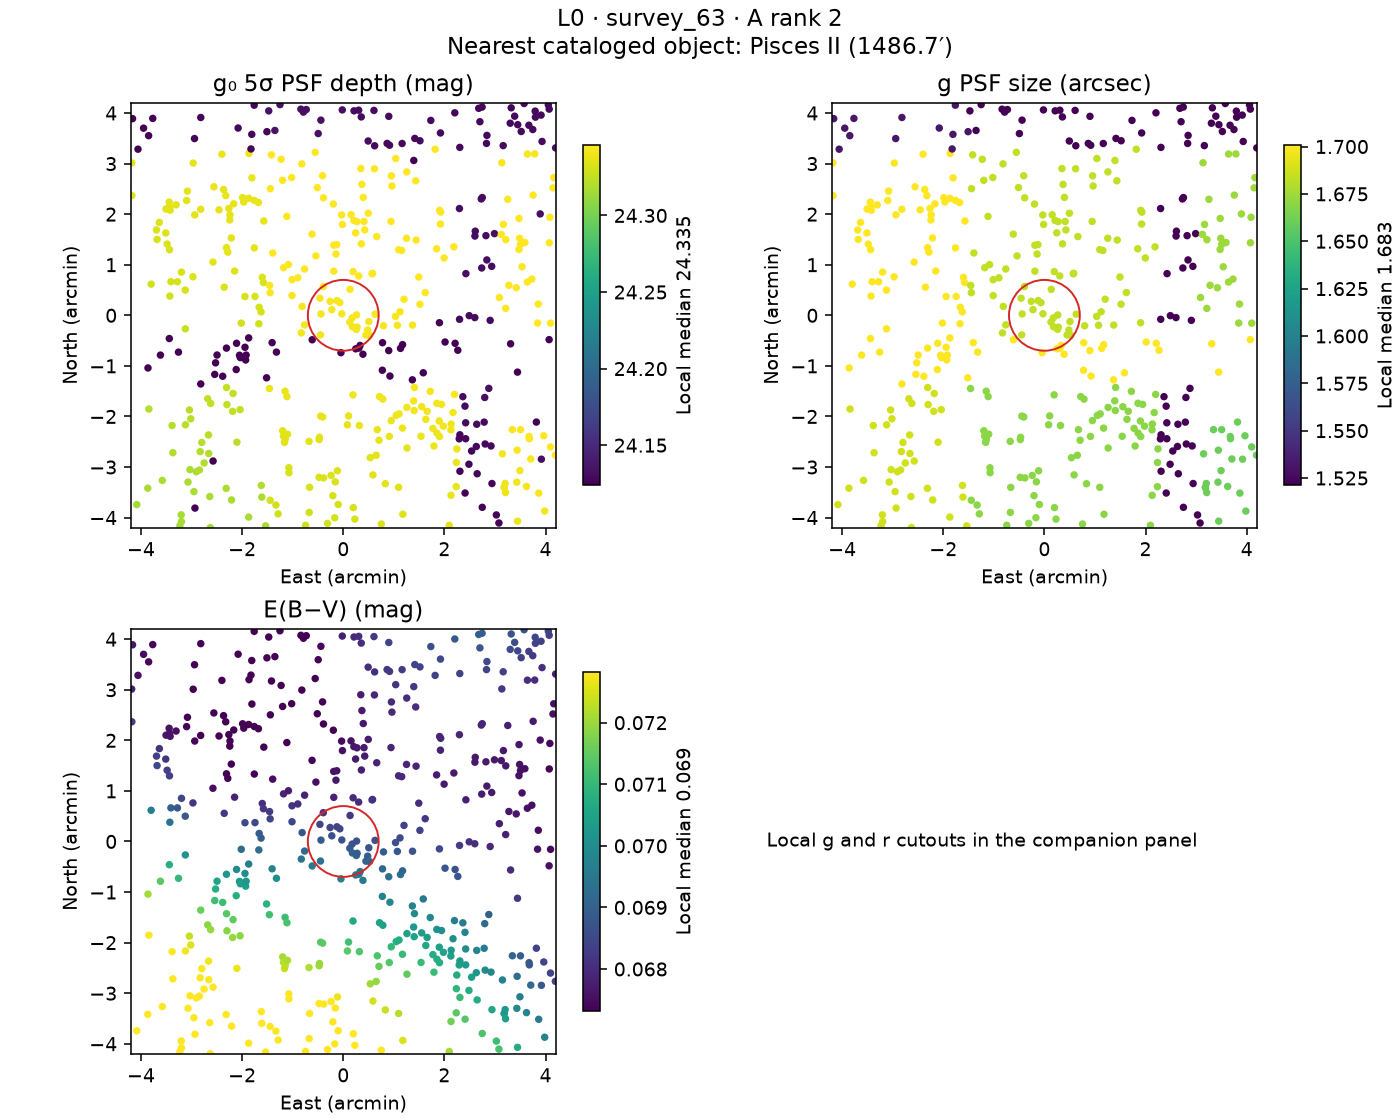 L0 · survey_63 · A rank 2
Nearest cataloged object: Pisces II (1486.7′)
g₀ 5σ PSF depth (mag)
4
3
2
1
0
−1
−2
−3
−4
North (arcmin)
−4 −2 0 2 4
East (arcmin)
24.30
24.25
24.20
24.15
Local median 24.335
g PSF size (arcsec)
4
3
2
1
0
−1
−2
−3
−4
North (arcmin)
−4 −2 0 2 4
East (arcmin)
1.700
1.675
1.650
1.625
1.600
1.575
1.550
1.525
Local median 1.683
E(B−V) (mag)
4
3
2
1
0
−1
−2
−3
−4
North (arcmin)
−4 −2 0 2 4
East (arcmin)
0.072
0.071
0.070
0.069
0.068
Local median 0.069
Local g and r cutouts in the companion panel